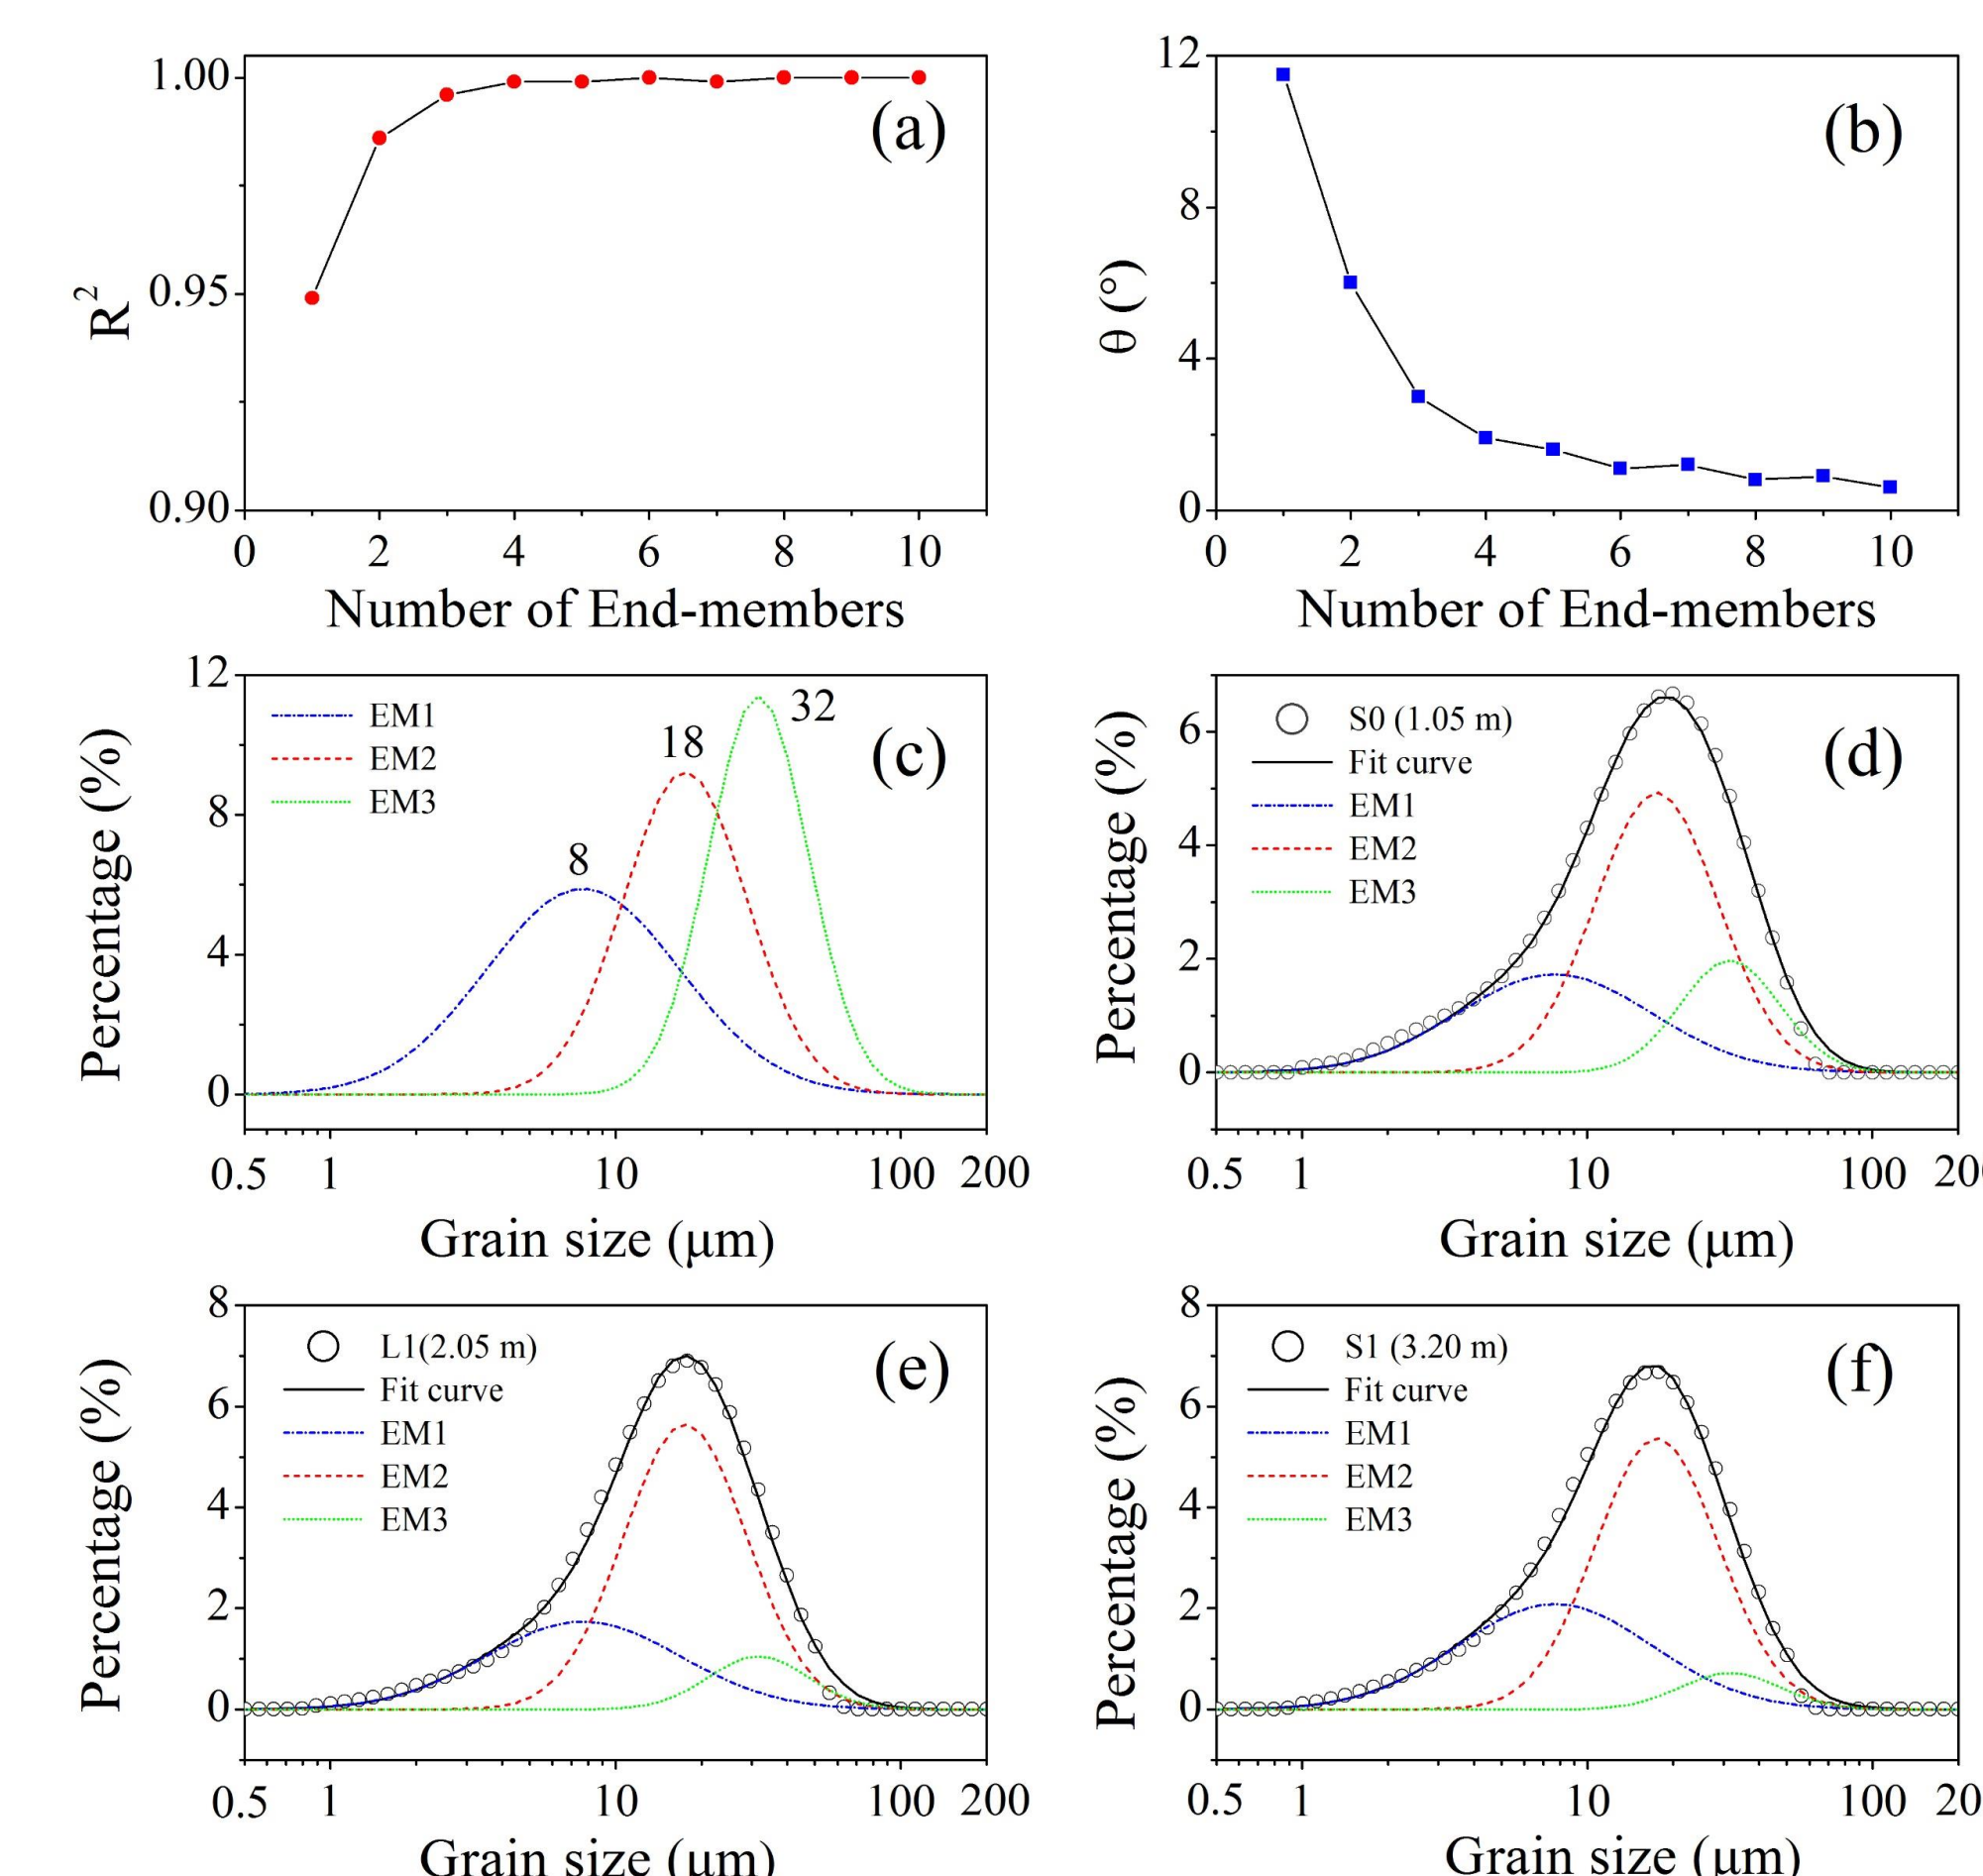 1.00
0.95
0.90
R²
(a)
0 2 4 6 8 10
Number of End-members
12
8
4
0
θ (°)
(b)
0 2 4 6 8 10
Number of End-members
12
8
4
0
Percentage (%)
EM1
EM2
EM3
8
18
32
(c)
0.5 1 10 100 200
Grain size (μm)
6
4
2
0
Percentage (%)
S0 (1.05 m)
Fit curve
EM1
EM2
EM3
(d)
0.5 1 10 100 20
Grain size (μm)
8
6
4
2
0
Percentage (%)
L1(2.05 m)
Fit curve
EM1
EM2
EM3
(e)
0.5 1 10 100 200
Grain size (μm)
8
6
4
2
0
Percentage (%)
S1 (3.20 m)
Fit curve
EM1
EM2
EM3
(f)
0.5 1 10 100 20
Grain size (μm)